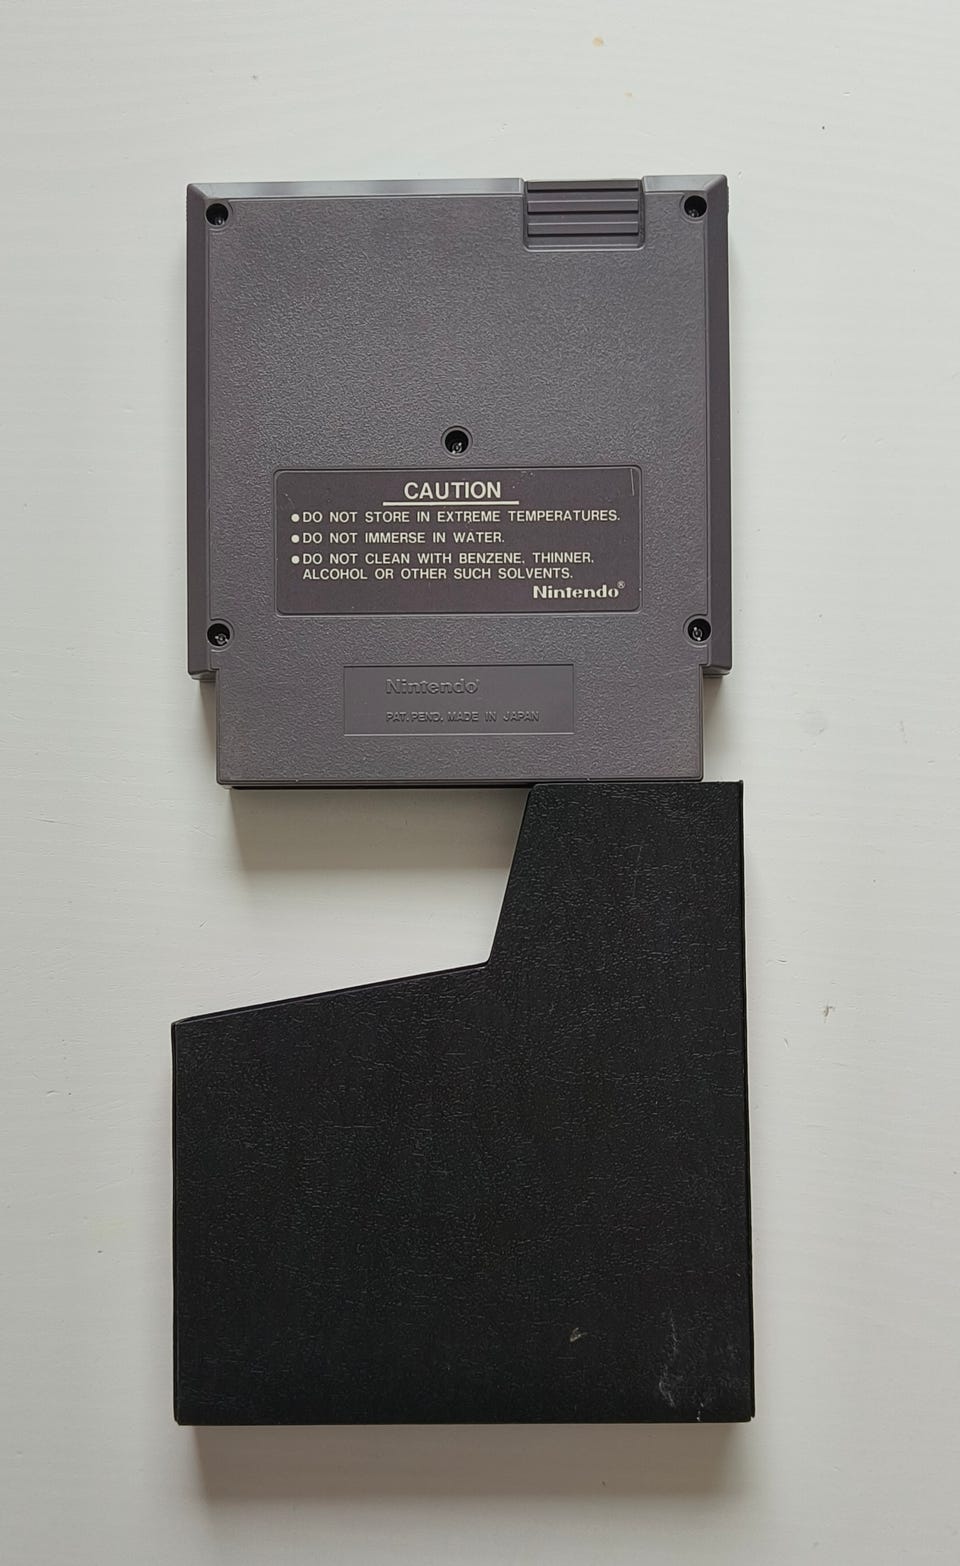 CAUTION
●DO NOT STORE IN EXTREME TEMPERATURES.
●DO NOT IMMERSE IN WATER.
●DO NOT CLEAN WITH BENZENE, THINNER,
ALCOHOL OR OTHER SUCH SOLVENTS.
Nintendo®
Nintendo®
PAT. PEND. MADE IN JAPAN